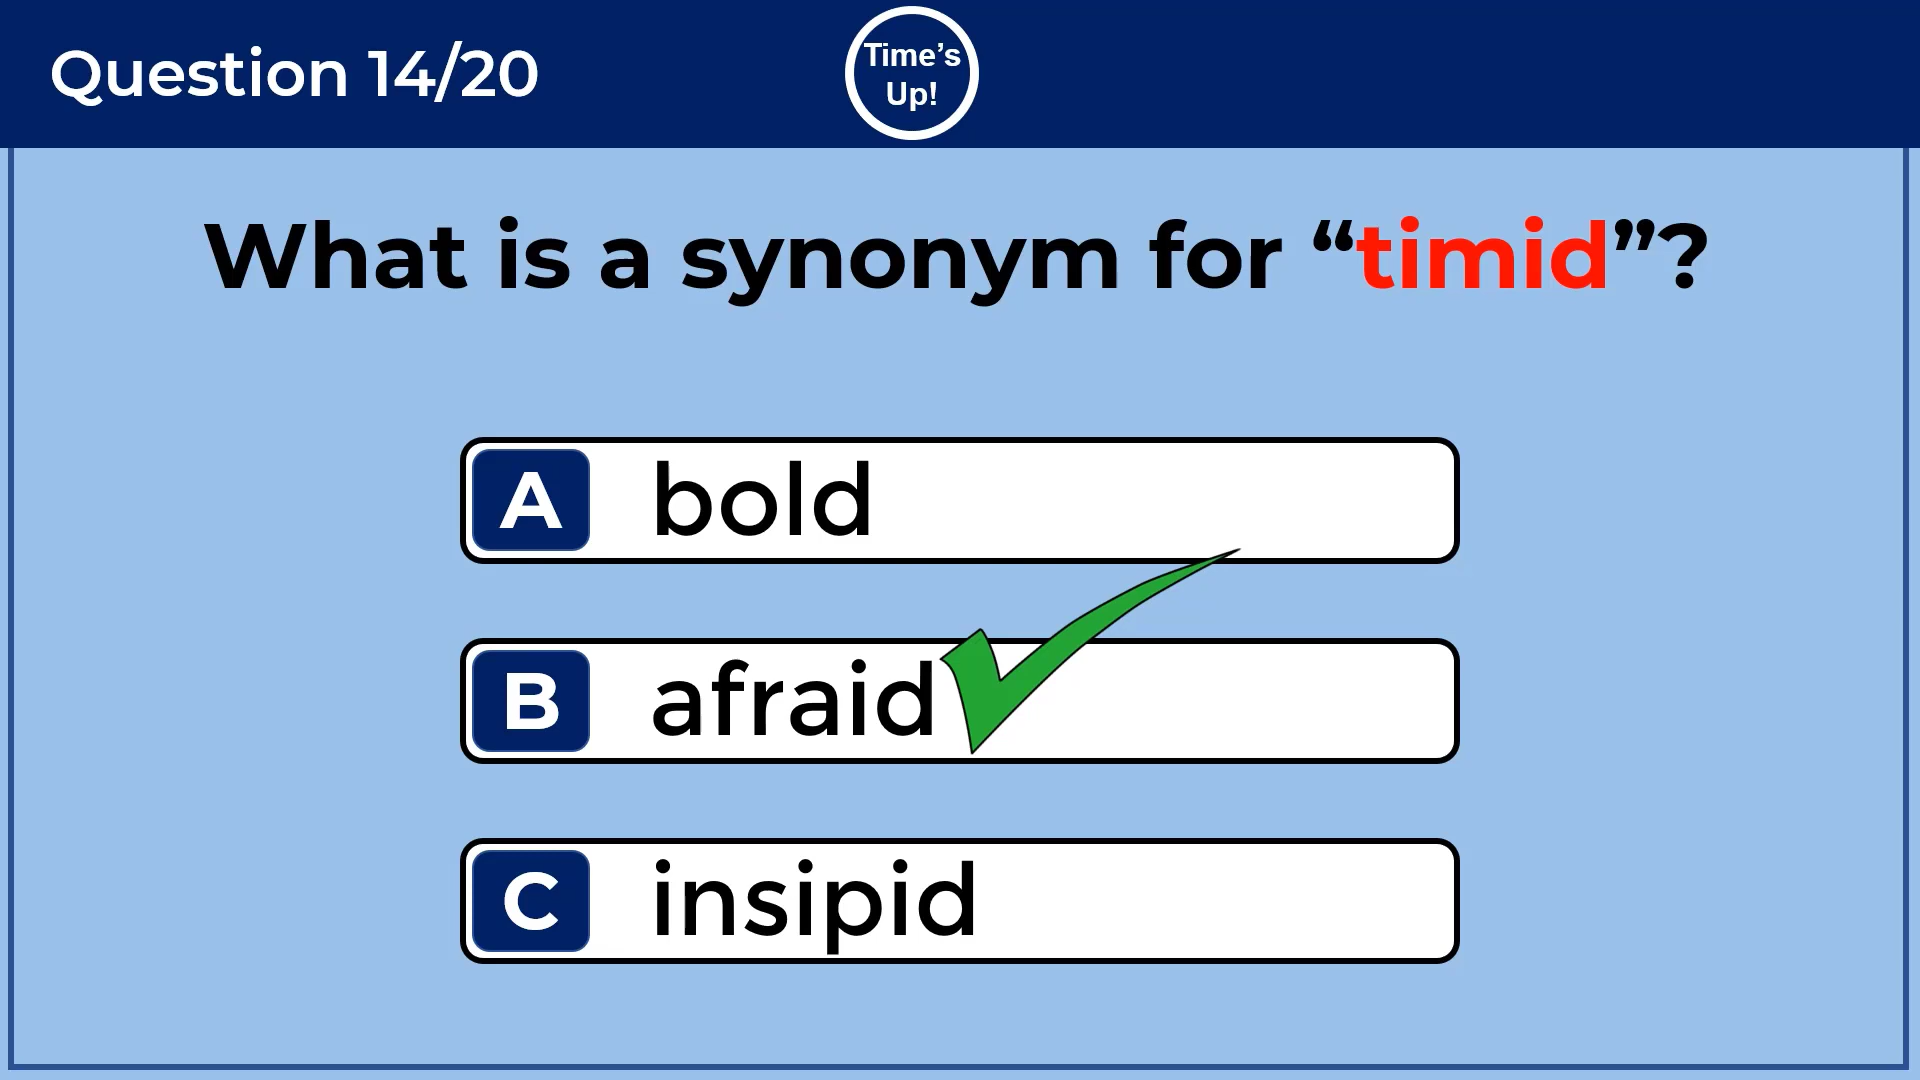 Question 14/20
Time’s
Up!
What is a synonym for “timid”?
A bold
B afraid
C insipid